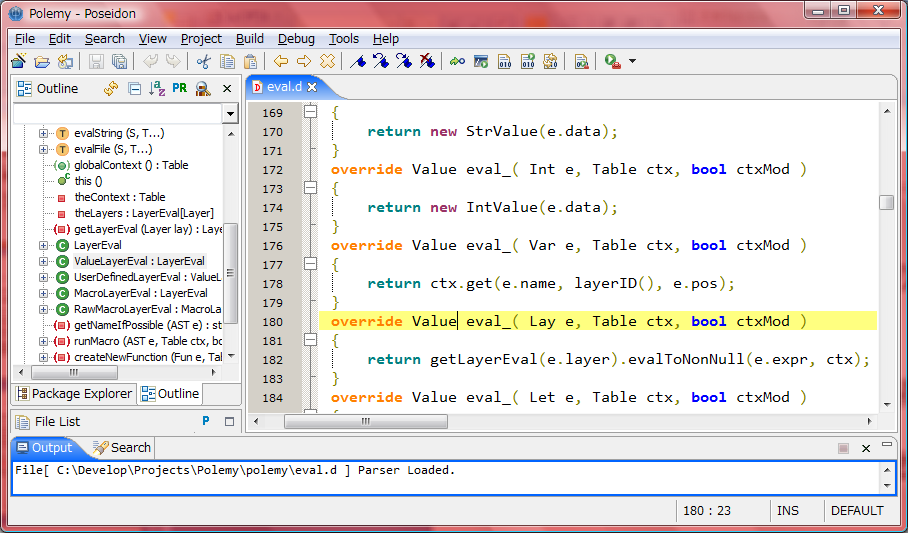 Polemy - Poseidon
File Edit Search View Project Build Debug Tools Help
Outline
PR
evalString (S, T...)
evalFile (S, T...)
globalContext () : Table
this ()
theContext : Table
theLayers : LayerEval[Layer]
getLayerEval (Layer lay) : Laye
LayerEval
ValueLayerEval : LayerEval
UserDefinedLayerEval : ValueL
MacroLayerEval : LayerEval
RawMacroLayerEval : MacroLa
getNameIfPossible (AST e) : st
runMacro (AST e, Table ctx, bo
createNewFunction (Fun e, Tab
Package Explorer Outline
File List P
eval.d
169 {
170 return new StrValue(e.data);
171 }
172 override Value eval_( Int e, Table ctx, bool ctxMod )
173 {
174 return new IntValue(e.data);
175 }
176 override Value eval_( Var e, Table ctx, bool ctxMod )
177 {
178 return ctx.get(e.name, layerID(), e.pos);
179 }
180 override Value eval_( Lay e, Table ctx, bool ctxMod )
181 {
182 return getLayerEval(e.layer).evalToNonNull(e.expr, ctx);
183 }
184 override Value eval_( Let e, Table ctx, bool ctxMod )
Output Search
File[ C:\Develop\Projects\Polemy\polemy\eval.d ] Parser Loaded.
180 : 23 INS DEFAULT